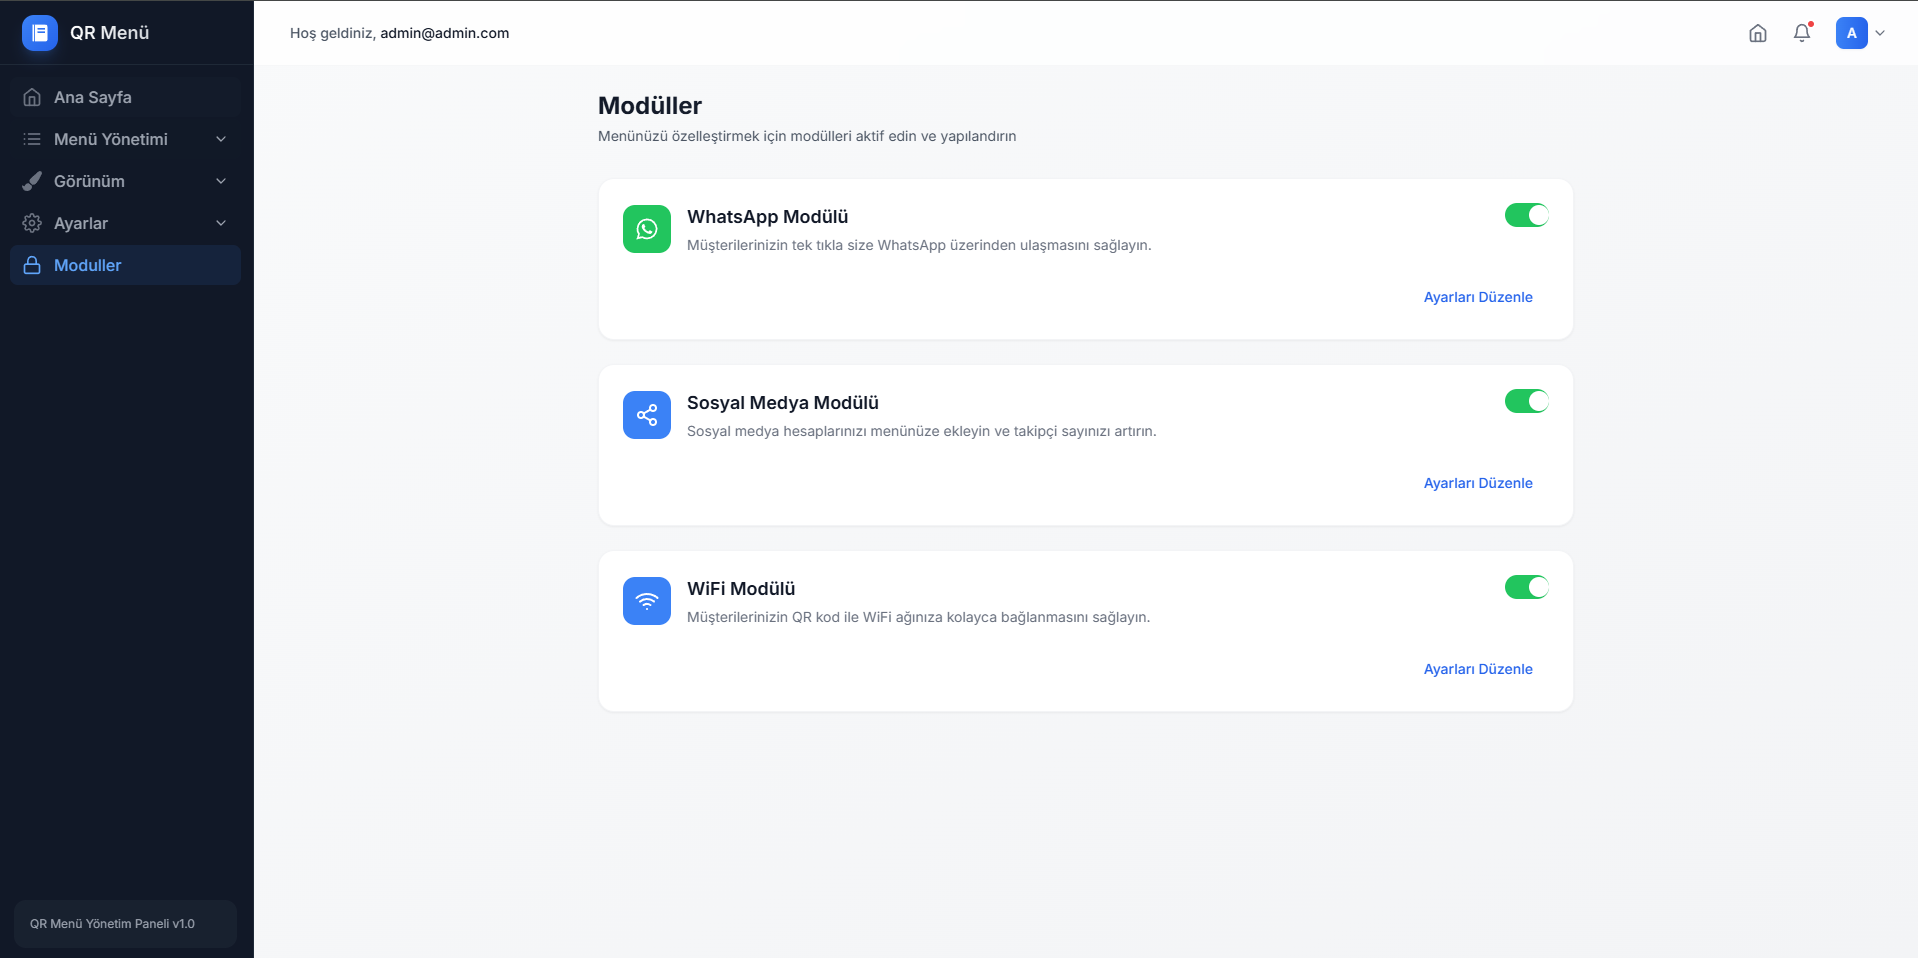 QR Menü
Hoş geldiniz, admin@admin.com
A
Ana Sayfa
Menü Yönetimi
Görünüm
Ayarlar
Moduller
Modüller
Menünüzü özelleştirmek için modülleri aktif edin ve yapılandırın
WhatsApp Modülü
Müşterilerinizin tek tıkla size WhatsApp üzerinden ulaşmasını sağlayın.
Ayarları Düzenle
Sosyal Medya Modülü
Sosyal medya hesaplarınızı menünüze ekleyin ve takipçi sayınızı artırın.
Ayarları Düzenle
WiFi Modülü
Müşterilerinizin QR kod ile WiFi ağınıza kolayca bağlanmasını sağlayın.
Ayarları Düzenle
QR Menü Yönetim Paneli v1.0